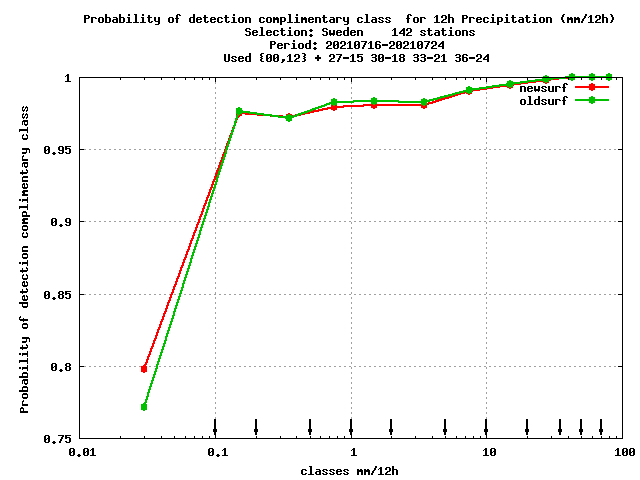 Probability of detection complimentary class  for 12h Precipitation (mm/12h)
Selection: Sweden    142 stations
Period: 20210716-20210724
Used {00,12} + 27-15 30-18 33-21 36-24
Probability of detection complimentary class
1
0.95
0.9
0.85
0.8
0.75
newsurf
oldsurf
0.01
0.1
1
10
100
classes mm/12h